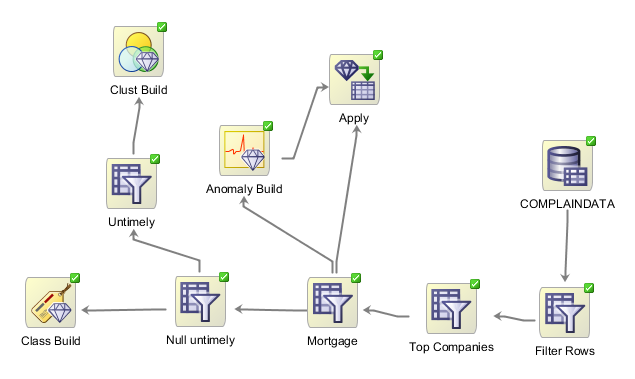 Clust Build
Apply
Anomaly Build
COMPLAINDATA
Untimely
Class Build
Null untimely
Mortgage
Top Companies
Filter Rows